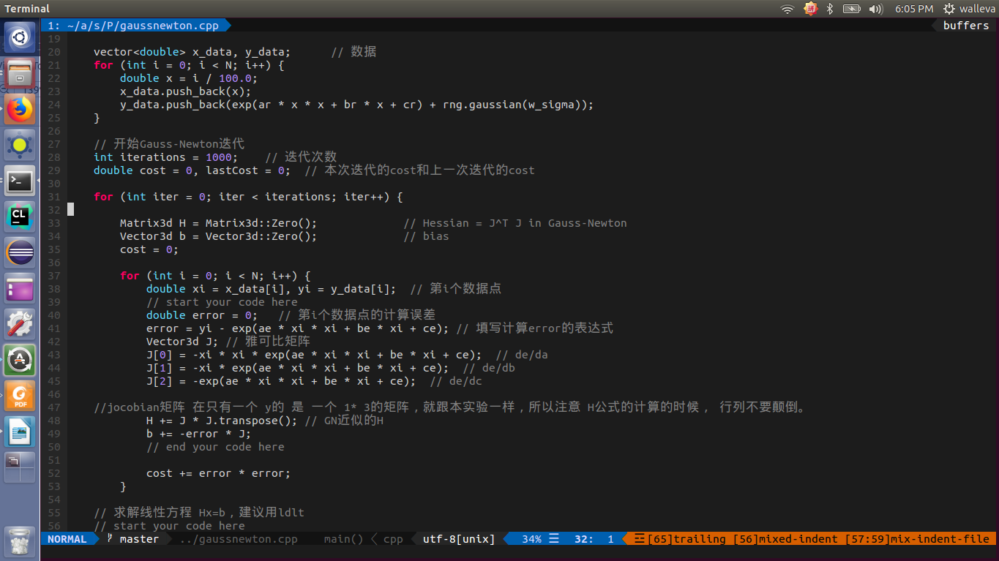 Terminal
6:05 PM walleva
1: ~/a/s/P/gaussnewton.cpp buffers
19
20 vector<double> x_data, y_data; // 数据
21 for (int i = 0; i < N; i++) {
22 double x = i / 100.0;
23 x_data.push_back(x);
24 y_data.push_back(exp(ar * x * x + br * x + cr) + rng.gaussian(w_sigma));
25 }
26
27 // 开始Gauss-Newton迭代
28 int iterations = 1000; // 迭代次数
29 double cost = 0, lastCost = 0; // 本次迭代的cost和上一次迭代的cost
30
31 for (int iter = 0; iter < iterations; iter++) {
32
33 Matrix3d H = Matrix3d::Zero(); // Hessian = J^T J in Gauss-Newton
34 Vector3d b = Vector3d::Zero(); // bias
35 cost = 0;
36
37 for (int i = 0; i < N; i++) {
38 double xi = x_data[i], yi = y_data[i]; // 第i个数据点
39 // start your code here
40 double error = 0; // 第i个数据点的计算误差
41 error = yi - exp(ae * xi * xi + be * xi + ce); // 填写计算error的表达式
42 Vector3d J; // 雅可比矩阵
43 J[0] = -xi * xi * exp(ae * xi * xi + be * xi + ce); // de/da
44 J[1] = -xi * exp(ae * xi * xi + be * xi + ce); // de/db
45 J[2] = -exp(ae * xi * xi + be * xi + ce); // de/dc
46
47 //jocobian矩阵 在只有一个 y的 是 一个 1* 3的矩阵，就跟本实验一样，所以注意 H公式的计算的时候， 行列不要颠倒。
48 H += J * J.transpose(); // GN近似的H
49 b += -error * J;
50 // end your code here
51
52 cost += error * error;
53 }
54
55 // 求解线性方程 Hx=b，建议用ldlt
56 // start your code here
NORMAL master ../gaussnewton.cpp main() cpp utf-8[unix] 34% ☰ 32: 1 ☲[65]trailing [56]mixed-indent [57:59]mix-indent-file
CL
PDF